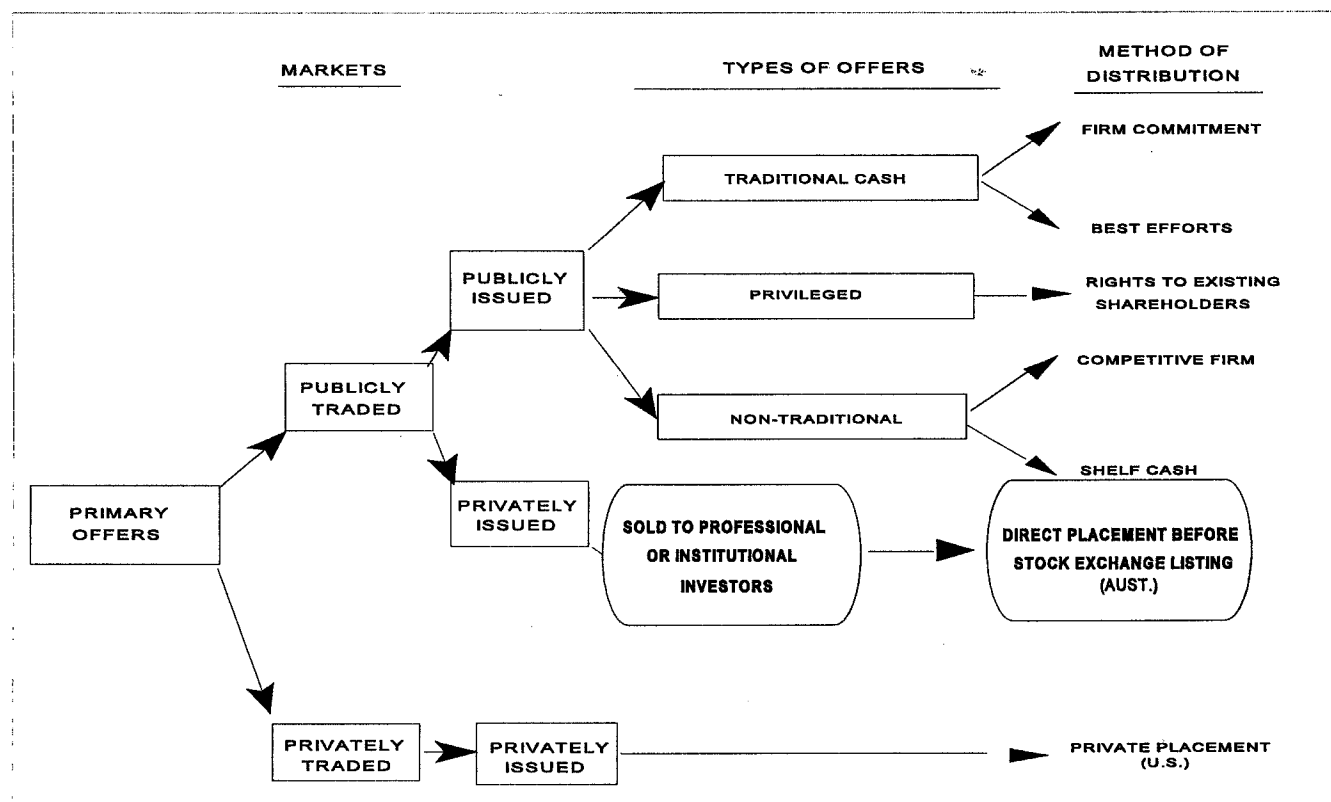 MARKETS
TYPES OF OFFERS
METHOD OF
DISTRIBUTION
FIRM COMMITMENT
TRADITIONAL CASH
BEST EFFORTS
PUBLICLY
ISSUED
PRIVILEGED
RIGHTS TO EXISTING
SHAREHOLDERS
COMPETITIVE FIRM
PUBLICLY
TRADED
NON-TRADITIONAL
SHELF CASH
PRIMARY
OFFERS
PRIVATELY
ISSUED
SOLD TO PROFESSIONAL
OR INSTITUTIONAL
INVESTORS
DIRECT PLACEMENT BEFORE
STOCK EXCHANGE LISTING
(AUST.)
PRIVATELY
TRADED
PRIVATELY
ISSUED
PRIVATE PLACEMENT
(U.S.)